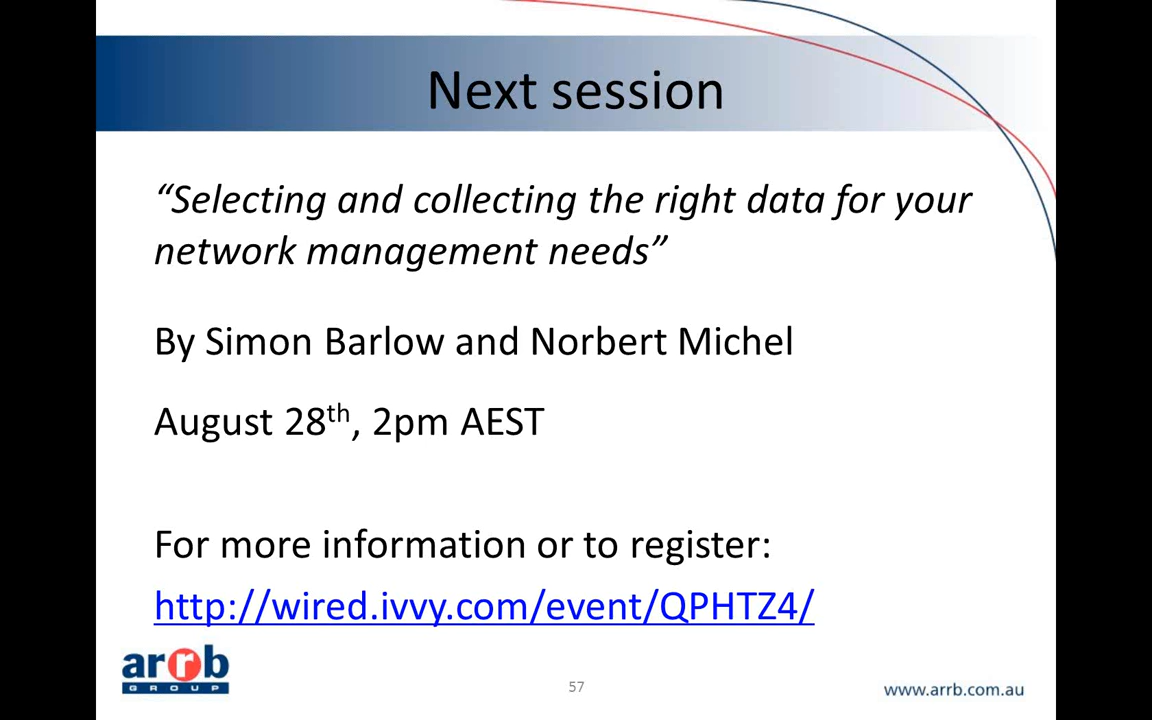 Next session
“Selecting and collecting the right data for your
network management needs”
By Simon Barlow and Norbert Michel
August 28th, 2pm AEST
For more information or to register:
http://wired.ivvy.com/event/QPHTZ4/
arrb
GROUP
57
www.arrb.com.au